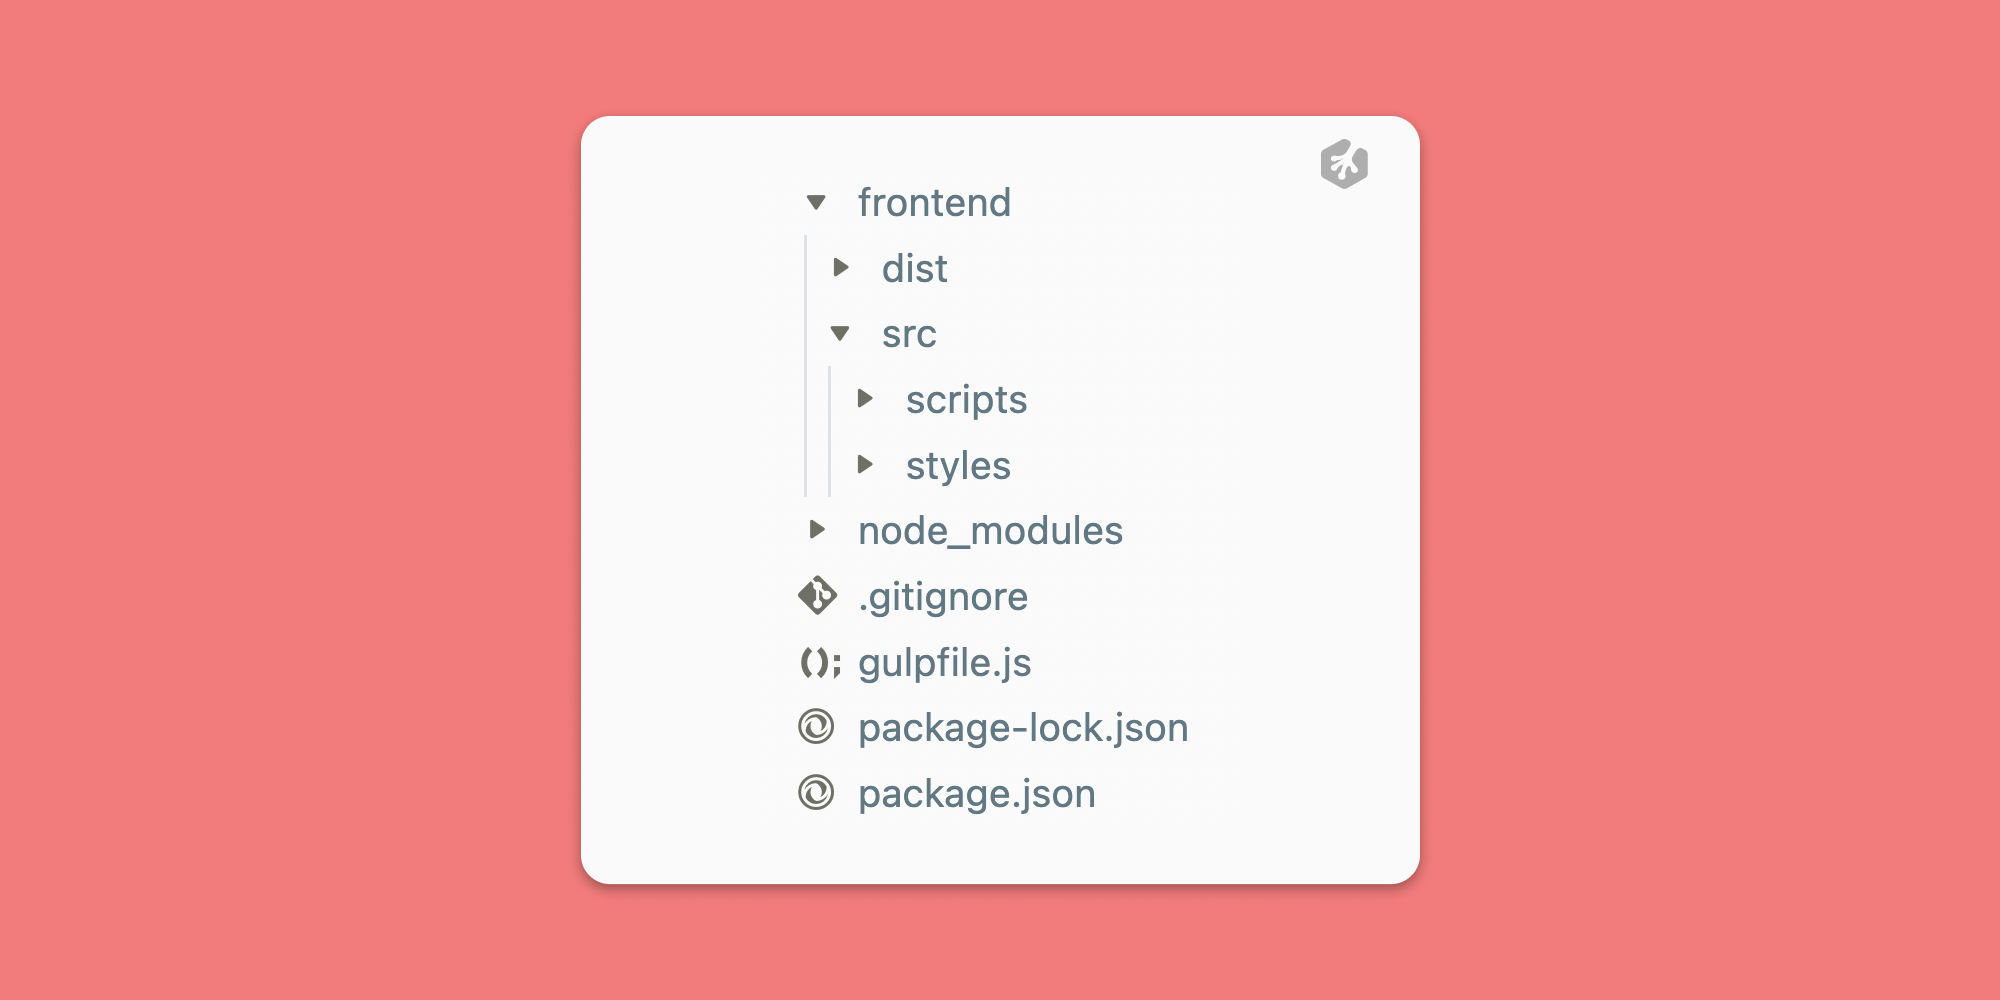 frontend
dist
src
scripts
styles
node_modules
.gitignore
gulpfile.js
package-lock.json
package.json